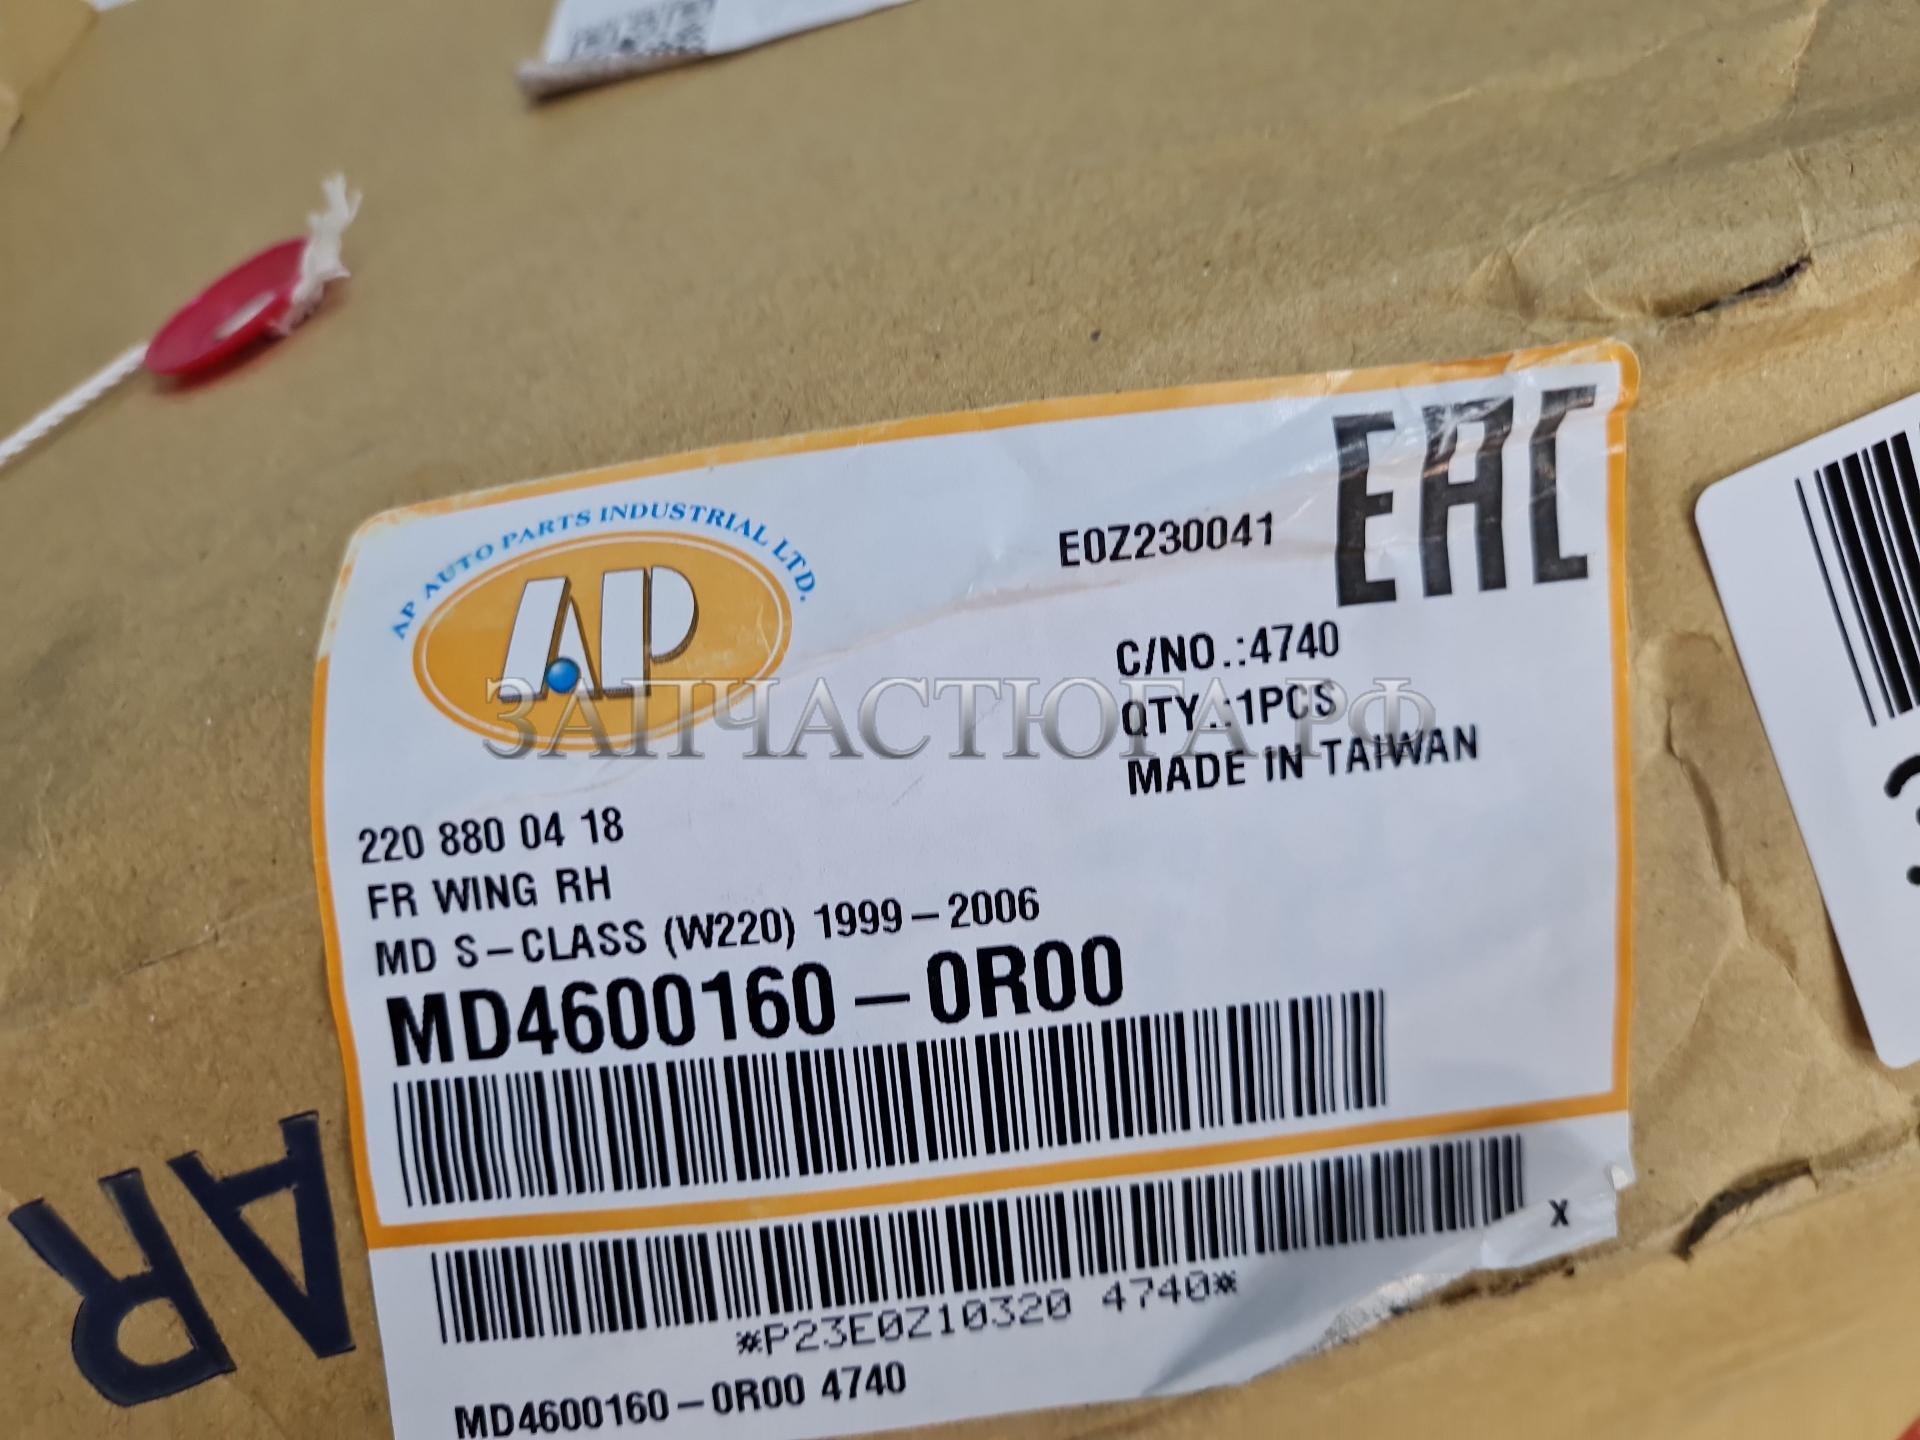 AP AUTO PARTS INDUSTRIAL LTD.
AP
E0Z230041
EAC
C/NO.:4740
QTY.:1PCS
MADE IN TAIWAN
ЗАПЧАСТЮГА.РФ
220 880 04 18
FR WING RH
MD S-CLASS (W220) 1999-2006
MD4600160-0R00
X
*P23E0Z10320 4740*
MD4600160-0R00 4740
AR